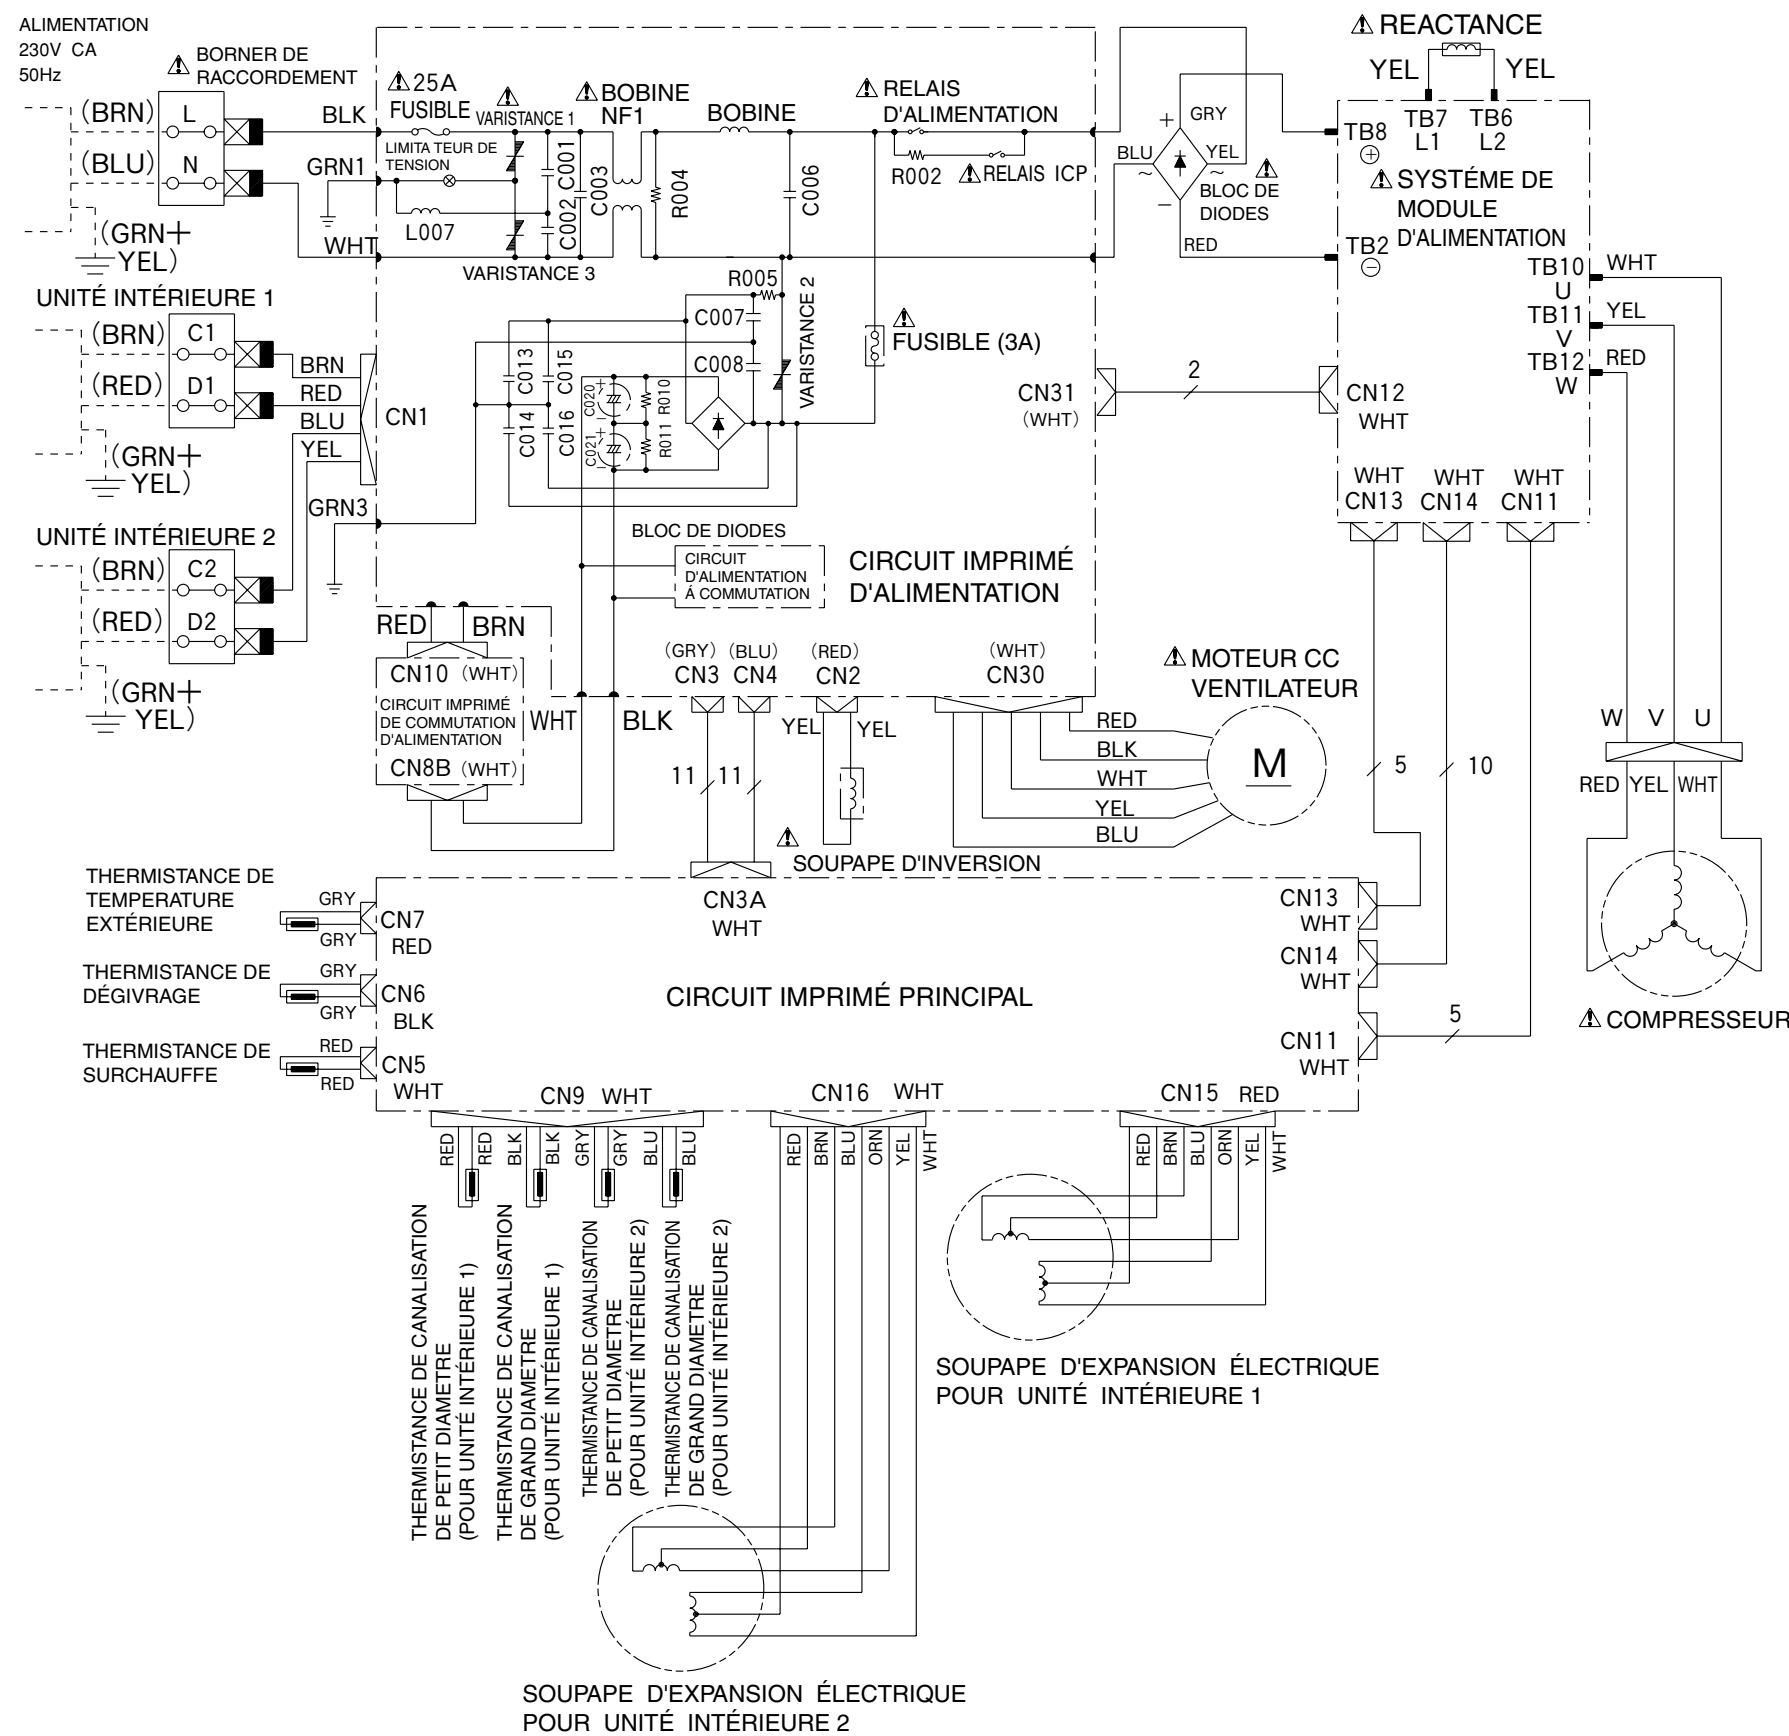 ALIMENTATION
230V CA
50Hz
BORNER DE
RACCORDEMENT
(BRN)
L
(BLU)
N
(GRN+
YEL)
BLK
GRN1
WHT
25A
FUSIBLE
VARISTANCE 1
LIMITA TEUR DE
TENSION
L007
VARISTANCE 3
C001
C002
C003
BOBINE
NF1
R004
BOBINE
C006
RELAIS
D'ALIMENTATION
R002
RELAIS ICP
+
GRY
BLU
~
YEL
~
−
RED
BLOC DE
DIODES
REACTANCE
YEL
YEL
TB7
L1
TB6
L2
TB8
+
TB2
−
SYSTÉME DE
MODULE
D'ALIMENTATION
TB10
U
WHT
TB11
V
YEL
TB12
W
RED
UNITÉ INTÉRIEURE 1
(BRN)
C1
(RED)
D1
(GRN+
YEL)
BRN
RED
BLU
YEL
CN1
GRN3
UNITÉ INTÉRIEURE 2
(BRN)
C2
(RED)
D2
(GRN+
YEL)
R005
C007
C008
VARISTANCE 2
C013
C015
C014
C016
C020
+
−
C021
+
−
R010
R011
FUSIBLE (3A)
CN31
(WHT)
2
CN12
WHT
WHT
CN13
WHT
CN14
WHT
CN11
BLOC DE DIODES
CIRCUIT
D'ALIMENTATION
Á COMMUTATION
CIRCUIT IMPRIMÉ
D'ALIMENTATION
RED
BRN
CN10 (WHT)
CIRCUIT IMPRIMÉ
DE COMMUTATION
D'ALIMENTATION
CN8B (WHT)
WHT
BLK
(GRY)
CN3
(BLU)
CN4
(RED)
CN2
(WHT)
CN30
11
11
YEL
YEL
SOUPAPE D'INVERSION
RED
BLK
WHT
YEL
BLU
MOTEUR CC
VENTILATEUR
M
5
10
5
W
V
U
RED
YEL
WHT
COMPRESSEUR
THERMISTANCE DE
TEMPERATURE
EXTÉRIEURE
GRY
GRY
CN7
RED
THERMISTANCE DE
DÉGIVRAGE
GRY
GRY
CN6
BLK
THERMISTANCE DE
SURCHAUFFE
RED
RED
CN5
WHT
CN3A
WHT
CIRCUIT IMPRIMÉ PRINCIPAL
CN13
WHT
CN14
WHT
CN11
WHT
CN9 WHT
CN16 WHT
CN15 RED
RED
RED
BLK
BLK
GRY
GRY
BLU
BLU
RED
BRN
BLU
ORN
YEL
WHT
RED
BRN
BLU
ORN
YEL
WHT
THERMISTANCE DE CANALISATION
DE PETIT DIAMETRE
(POUR UNITÉ INTÉRIEURE 1)
THERMISTANCE DE CANALISATION
DE GRAND DIAMETRE
(POUR UNITÉ INTÉRIEURE 1)
THERMISTANCE DE CANALISATION
DE PETIT DIAMETRE
(POUR UNITÉ INTÉRIEURE 2)
THERMISTANCE DE CANALISATION
DE GRAND DIAMETRE
(POUR UNITÉ INTÉRIEURE 2)
SOUPAPE D'EXPANSION ÉLECTRIQUE
POUR UNITÉ INTÉRIEURE 1
SOUPAPE D'EXPANSION ÉLECTRIQUE
POUR UNITÉ INTÉRIEURE 2